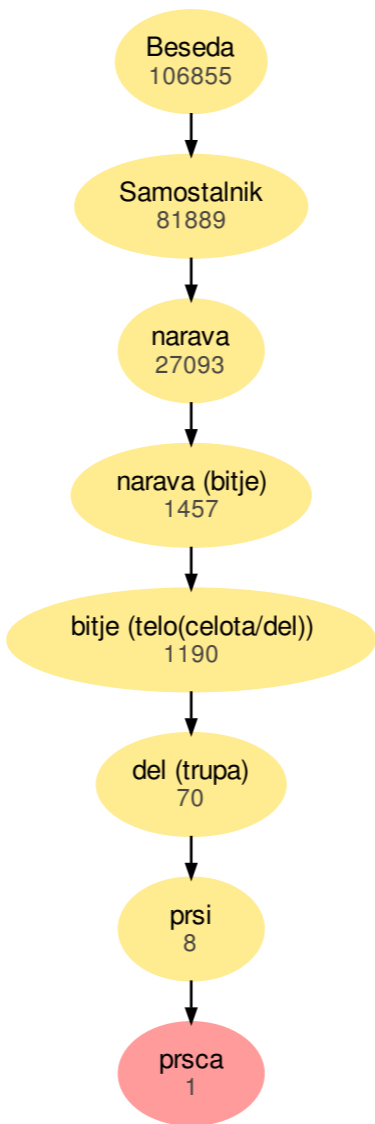 Beseda
106855
Samostalnik
81889
narava
27093
narava (bitje)
1457
bitje (telo(celota/del))
1190
del (trupa)
70
prsi
8
prsca
1